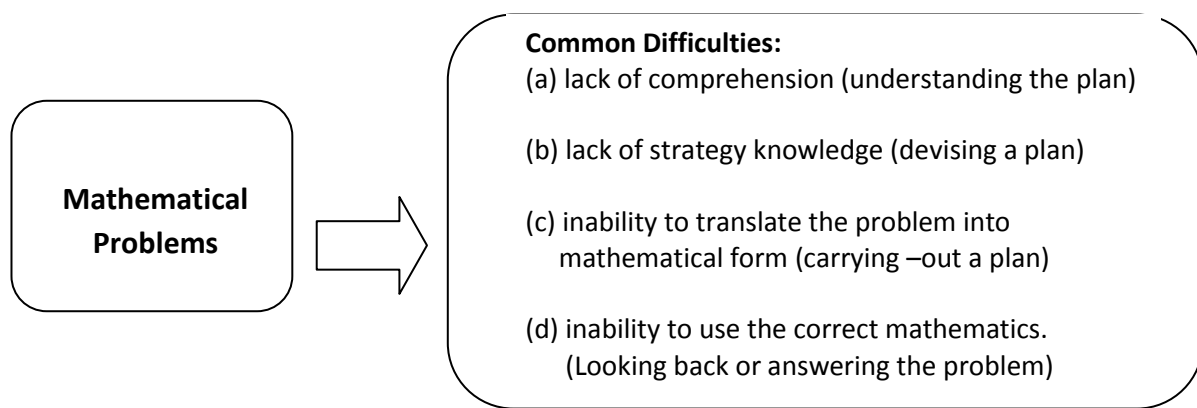 Mathematical
Problems
Common Difficulties:
(a) lack of comprehension (understanding the plan)
(b) lack of strategy knowledge (devising a plan)
(c) inability to translate the problem into
mathematical form (carrying –out a plan)
(d) inability to use the correct mathematics.
(Looking back or answering the problem)